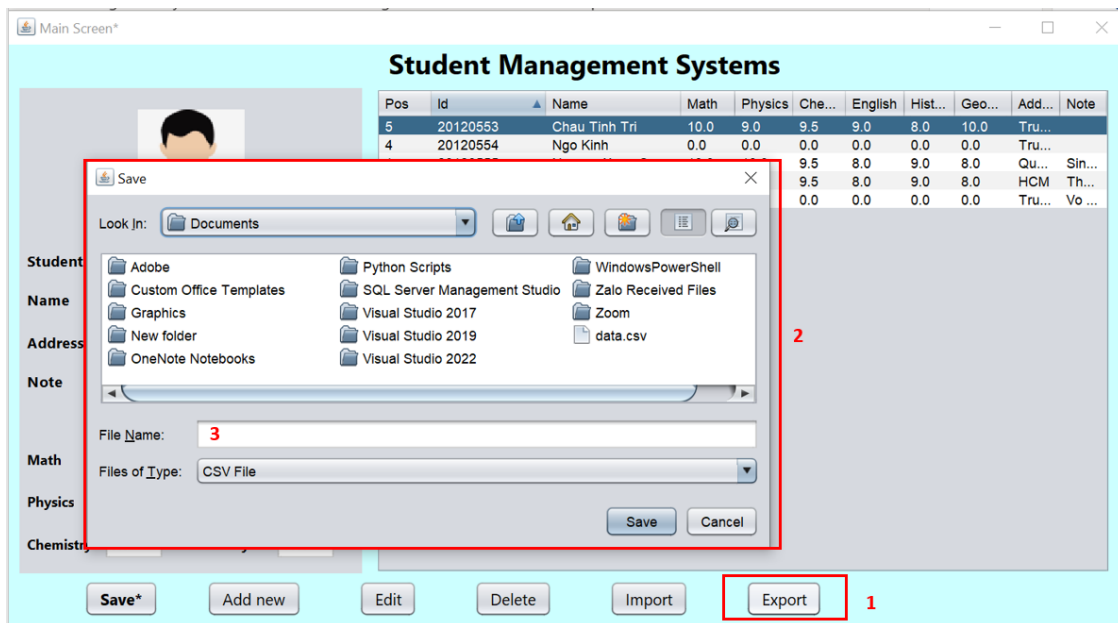 Main Screen*
Student Management Systems
Pos Id Name Math Physics Che... English Hist... Geo... Add... Note
5 20120553 Chau Tinh Tri 10.0 9.0 9.5 9.0 8.0 10.0 Tru...
4 20120554 Ngo Kinh 0.0 0.0 0.0 0.0 0.0 0.0 Tru...
9.5 8.0 9.0 8.0 Qu... Sin...
9.5 8.0 9.0 8.0 HCM Th...
0.0 0.0 0.0 0.0 Tru... Vo ...
Save
Look In: Documents
Adobe Python Scripts WindowsPowerShell
Custom Office Templates SQL Server Management Studio Zalo Received Files
Graphics Visual Studio 2017 Zoom
New folder Visual Studio 2019 data.csv
OneNote Notebooks Visual Studio 2022
2
File Name: 3
Files of Type: CSV File
Save Cancel
Student
Name
Address
Note
Math
Physics
Chemistry
Save* Add new Edit Delete Import Export 1